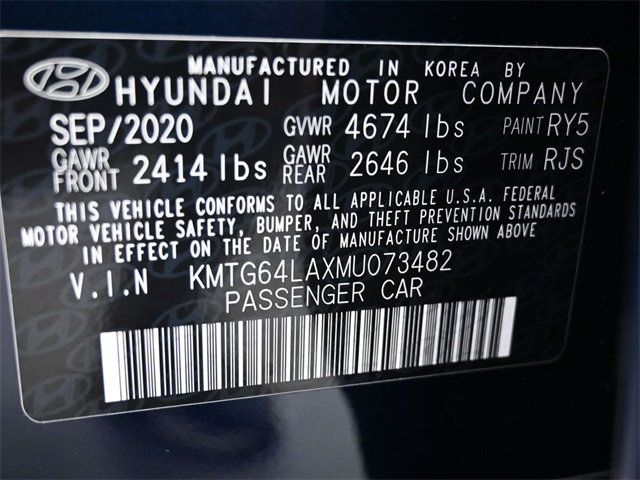 MANUFACTURED IN KOREA BY
HYUNDAI MOTOR COMPANY
SEP/2020 GVWR 4674 lbs PAINT RY5
GAWR FRONT 2414 lbs GAWR REAR 2646 lbs TRIM RJS
THIS VEHICLE CONFORMS TO ALL APPLICABLE U.S.A. FEDERAL
MOTOR VEHICLE SAFETY, BUMPER, AND THEFT PREVENTION STANDARDS
IN EFFECT ON THE DATE OF MANUFACTURE SHOWN ABOVE
V.I.N KMTG64LAXMU073482
PASSENGER CAR